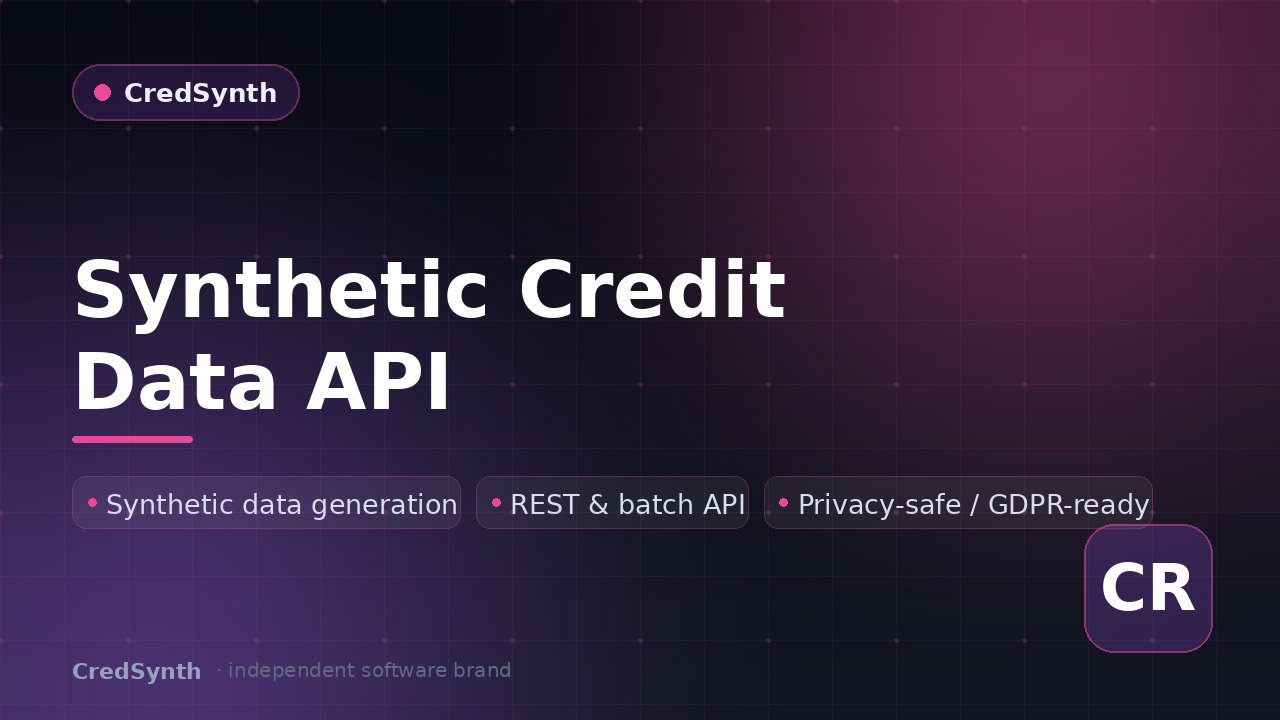 CredSynth
Synthetic Credit
Data API
Synthetic data generation
REST & batch API
Privacy-safe / GDPR-ready
CR
CredSynth · independent software brand